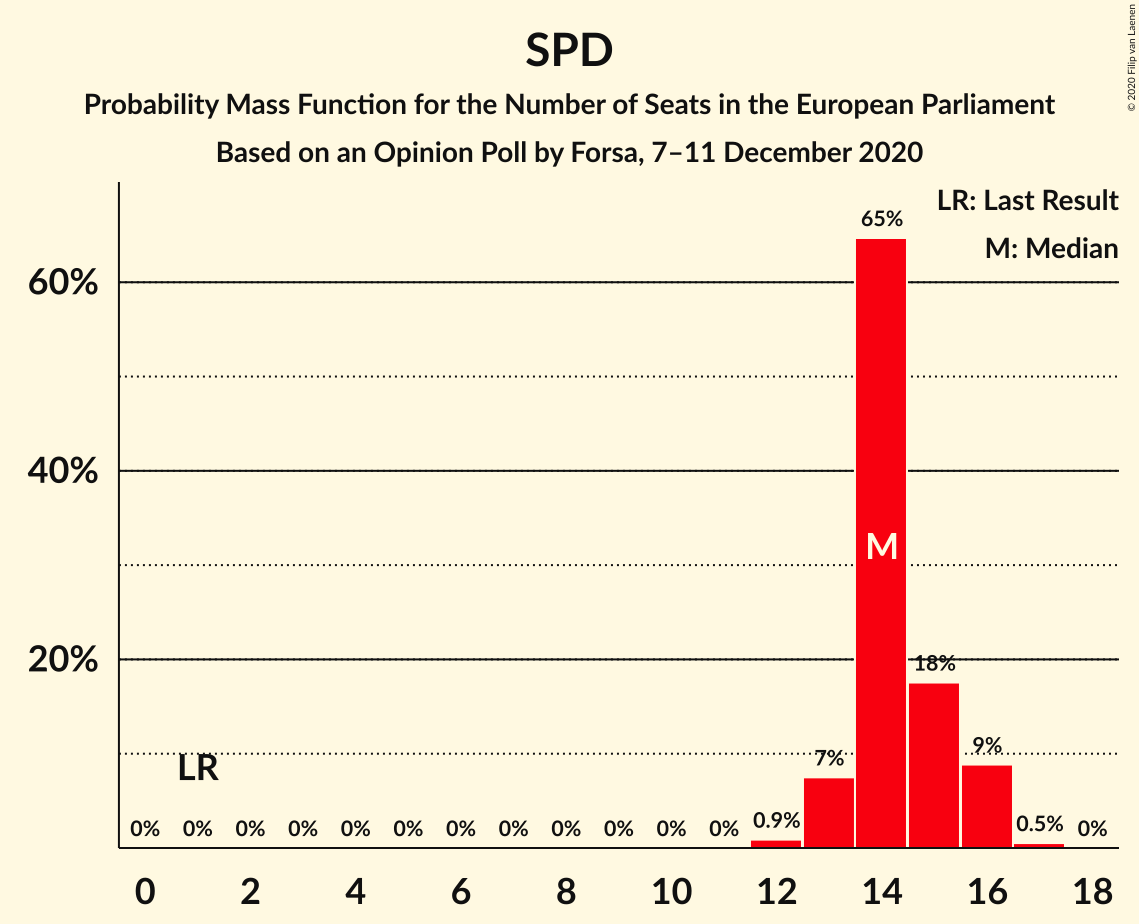 SPD
Probability Mass Function for the Number of Seats in the European Parliament
Based on an Opinion Poll by Forsa, 7–11 December 2020
© 2020 Filip van Laenen
LR: Last Result
M: Median
65%
60%
40%
M
20%
18%
9%
7%
LR
0% 0% 0% 0% 0% 0% 0% 0% 0% 0% 0% 0% 0.9% 0.5% 0%
0 2 4 6 8 10 12 14 16 18